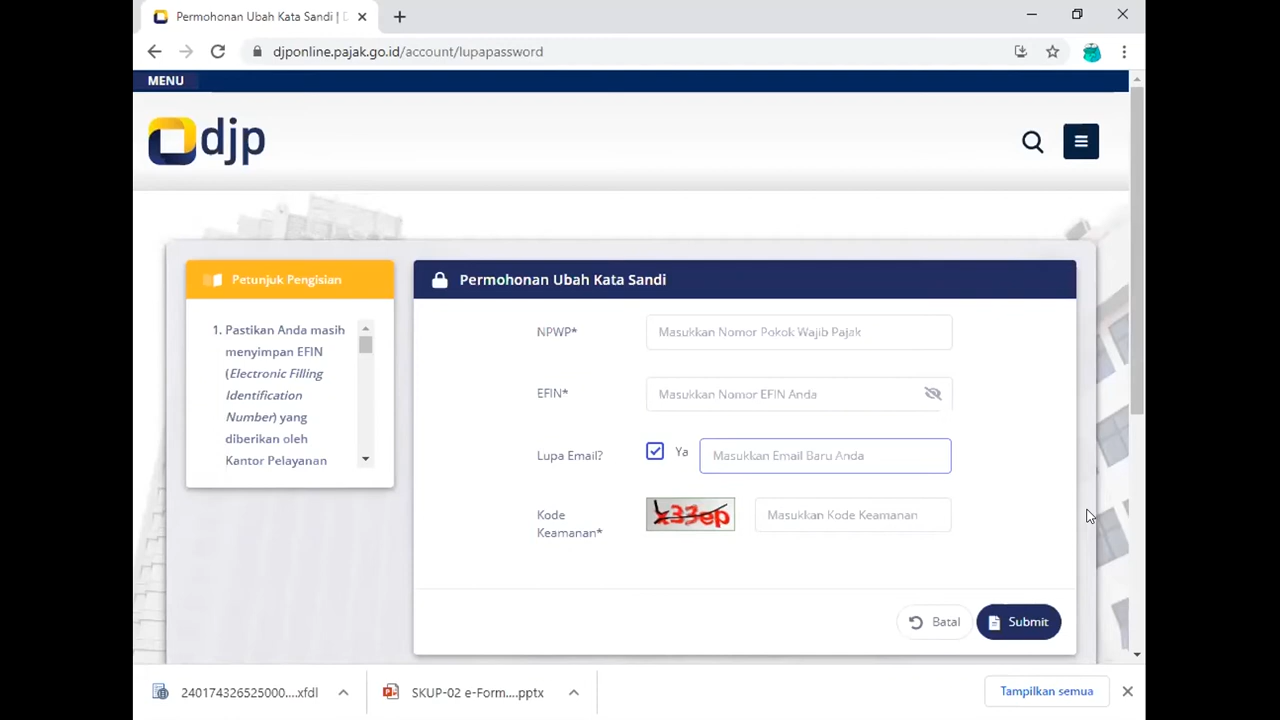 Permohonan Ubah Kata Sandi | D
djponline.pajak.go.id/account/lupapassword
MENU
djp
Petunjuk Pengisian
1. Pastikan Anda masih
menyimpan EFIN
(Electronic Filling
Identification
Number) yang
diberikan oleh
Kantor Pelayanan
Permohonan Ubah Kata Sandi
NPWP*
Masukkan Nomor Pokok Wajib Pajak
EFIN*
Masukkan Nomor EFIN Anda
Lupa Email?
Ya
Masukkan Email Baru Anda
Kode
Keamanan*
x33ep
Masukkan Kode Keamanan
Batal
Submit
240174326525000....xfdl
SKUP-02 e-Form....pptx
Tampilkan semua